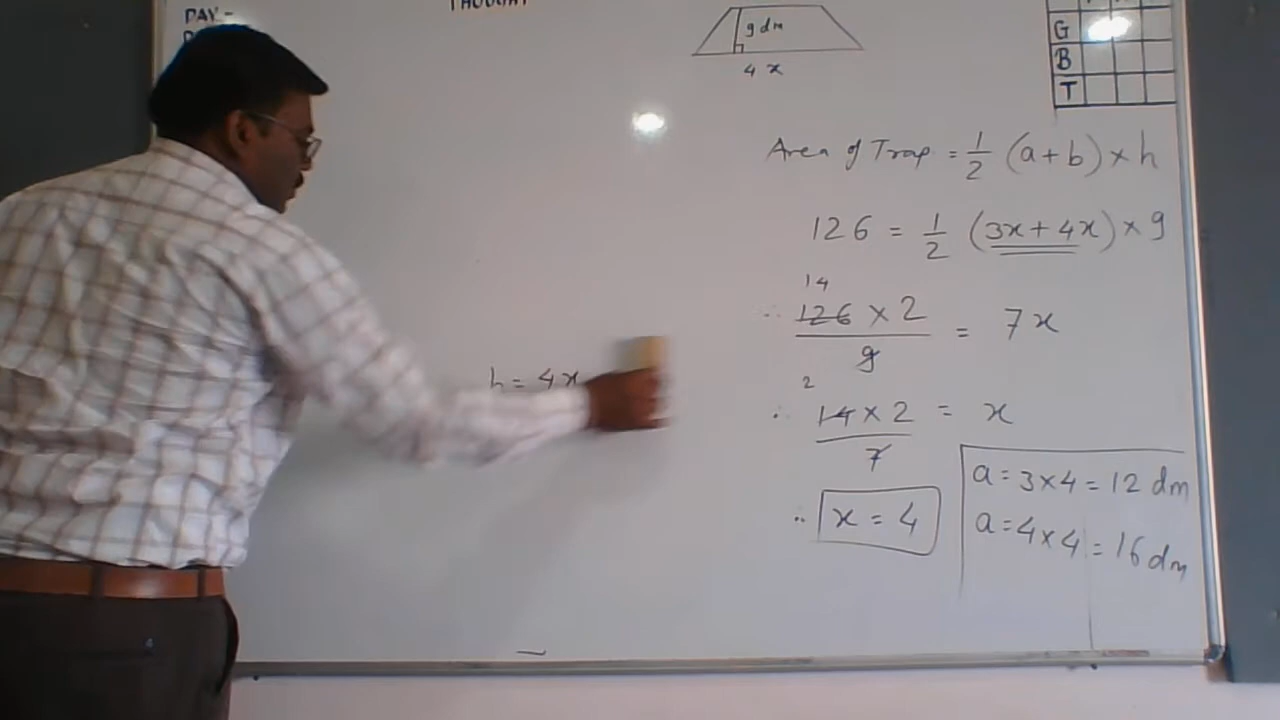 DAY -
THOUGHT
9 dm
4 x
G
B
T
Area of Trap = 1/2 (a + b) × h
126 = 1/2 (3x + 4x) × 9
14
∴ 126 × 2 / 9 = 7x
2
∴ 14 × 2 / 7 = x
∴ x = 4
a = 3 × 4 = 12 dm
a = 4 × 4 = 16 dm
= 4x